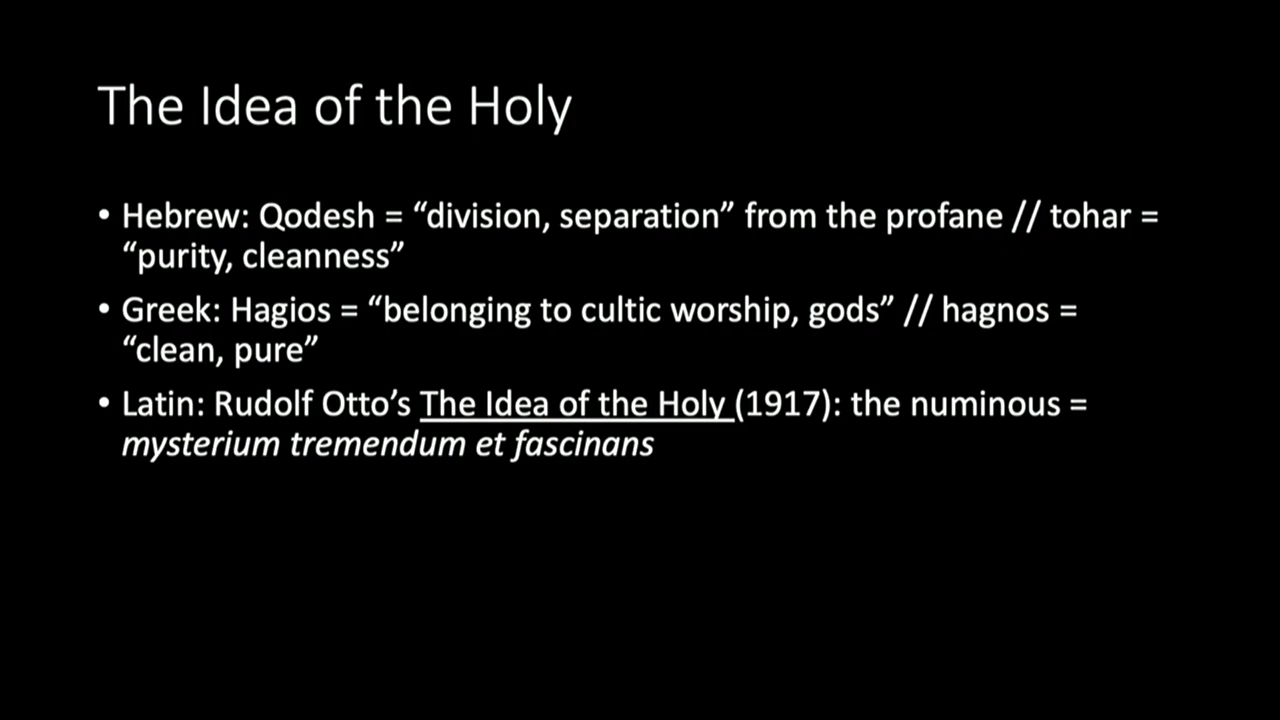 The Idea of the Holy
• Hebrew: Qodesh = “division, separation” from the profane // tohar =
“purity, cleanness”
• Greek: Hagios = “belonging to cultic worship, gods” // hagnos =
“clean, pure”
• Latin: Rudolf Otto’s The Idea of the Holy (1917): the numinous =
mysterium tremendum et fascinans